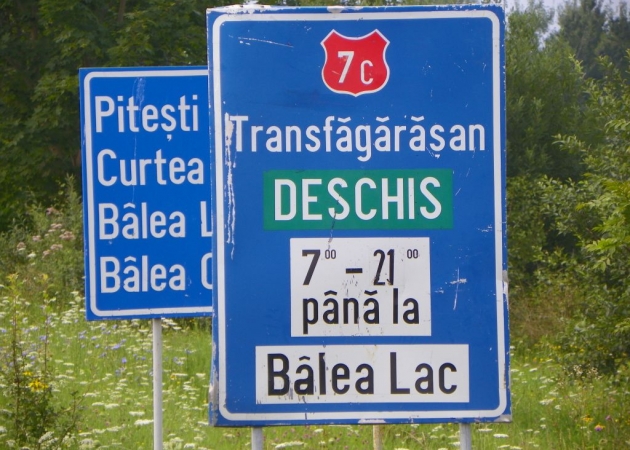 Pitești
Curtea
Bâlea
Bâlea
7C
Transfăgărășan
DESCHIS
7⁰⁰ – 21⁰⁰
până la
Bâlea Lac